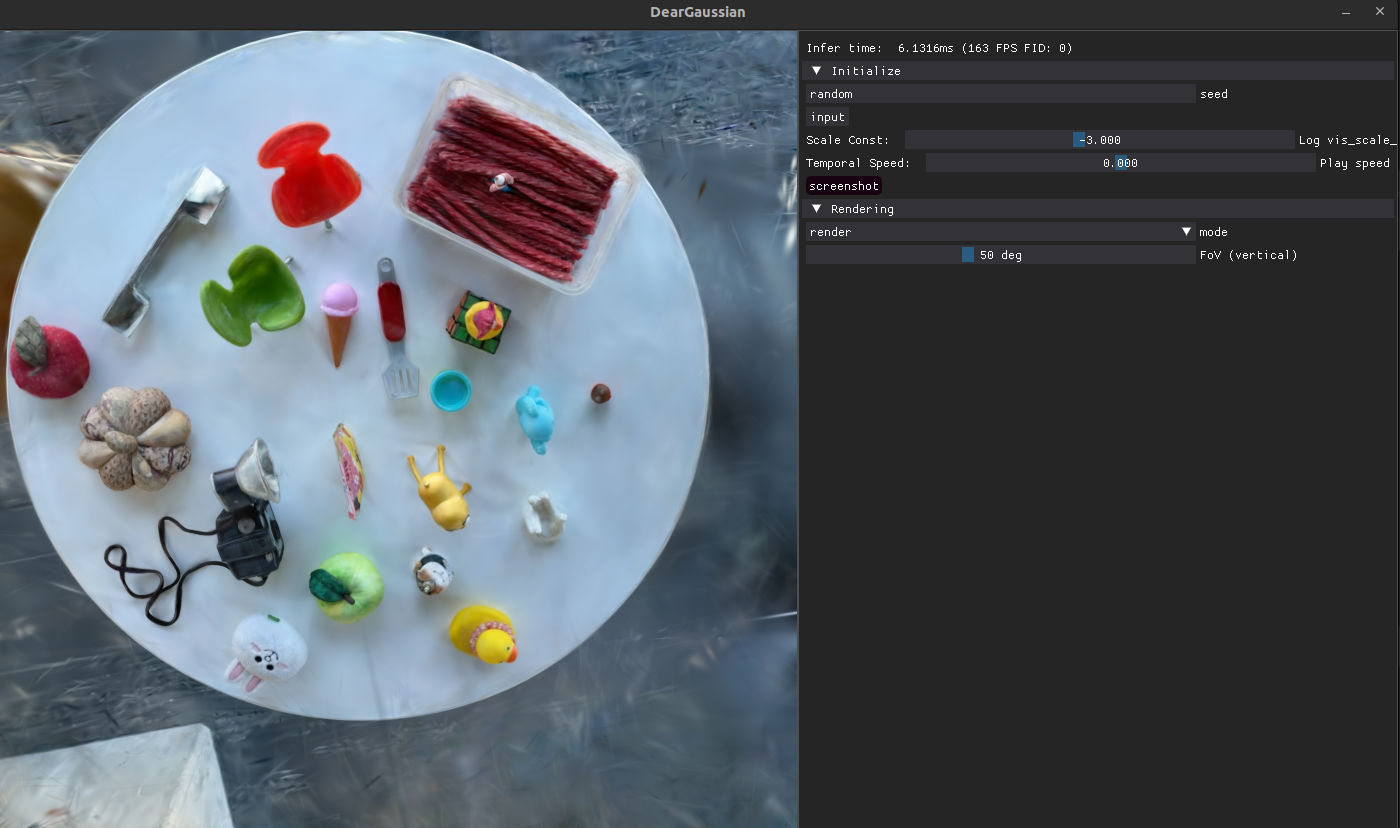 DearGaussian
Infer time: 6.1316ms (163 FPS FID: 0)
Initialize
random seed
input
Scale Const: -3.000 Log vis_scale_
Temporal Speed: 0.000 Play speed
screenshot
Rendering
render mode
50 deg FoV (vertical)